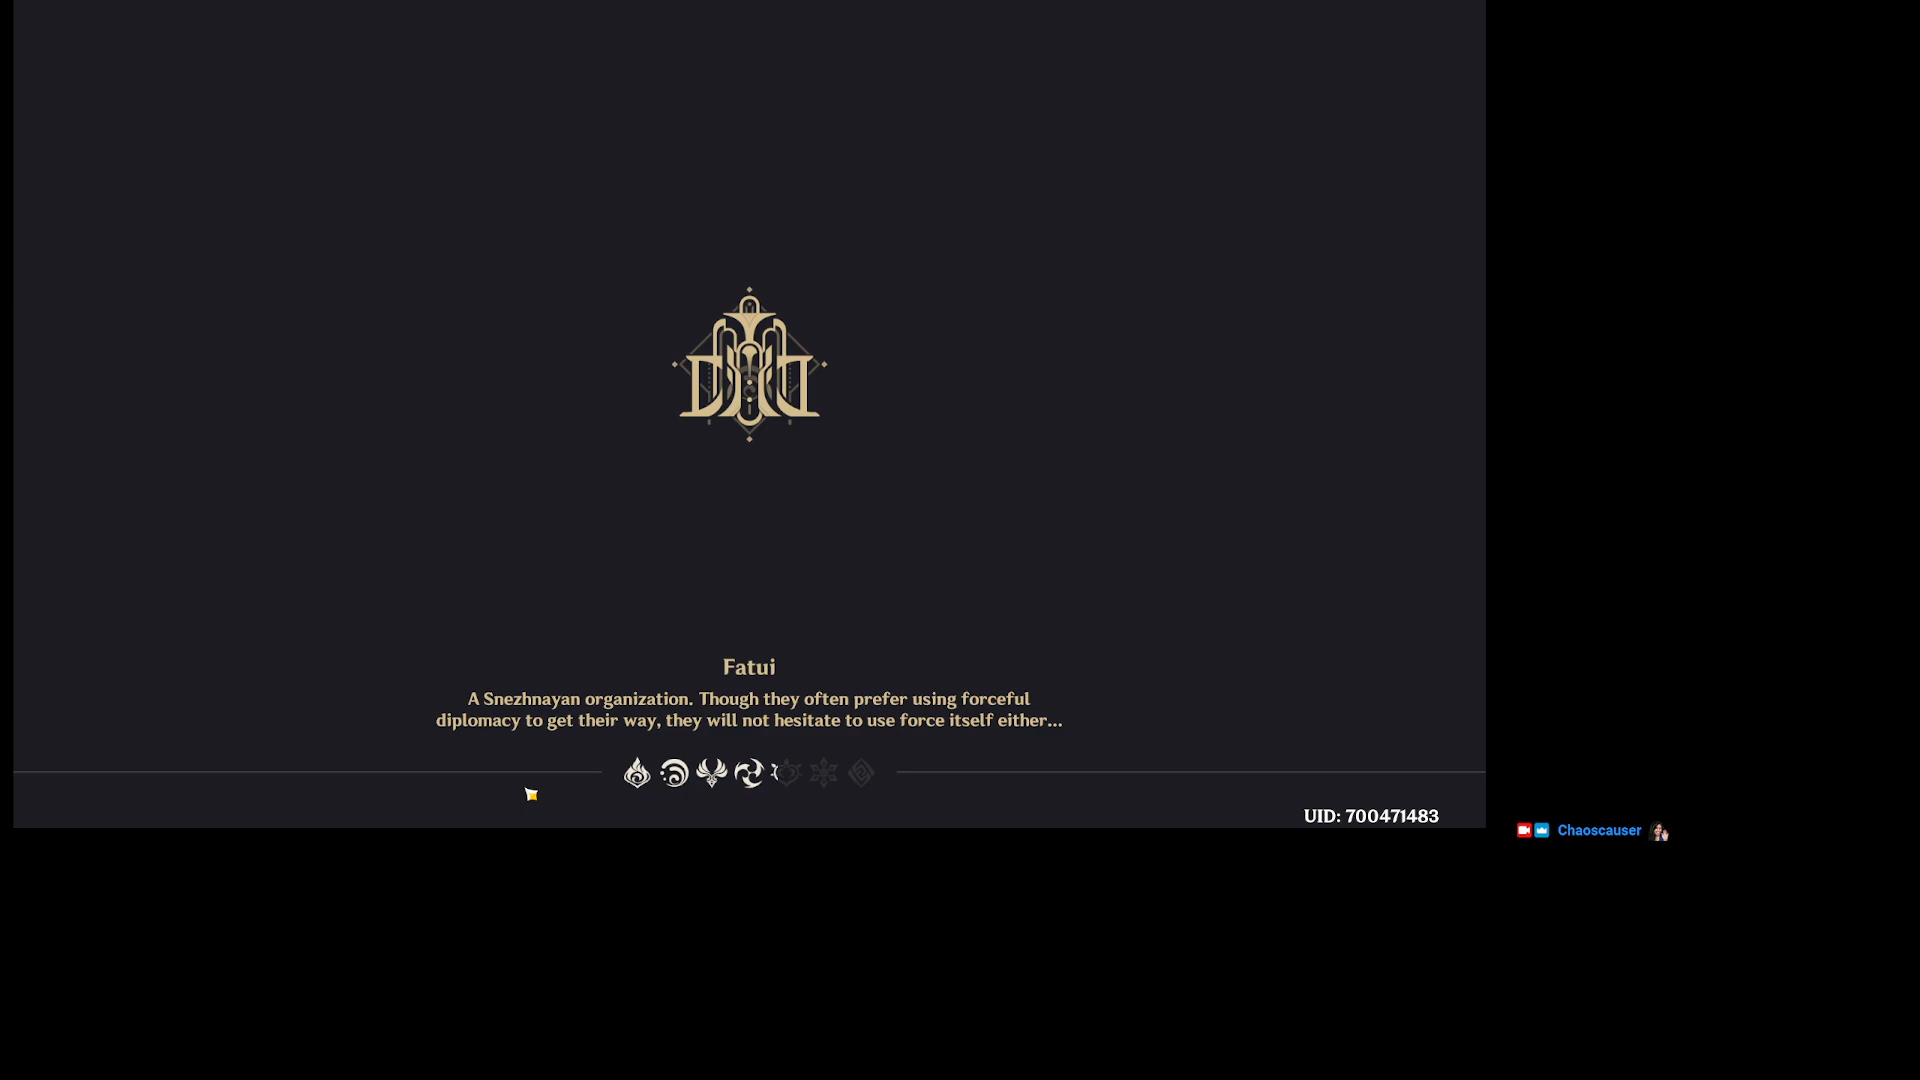 Fatui
A Snezhnayan organization. Though they often prefer using forceful
diplomacy to get their way, they will not hesitate to use force itself either...
UID: 700471483
Chaoscauser